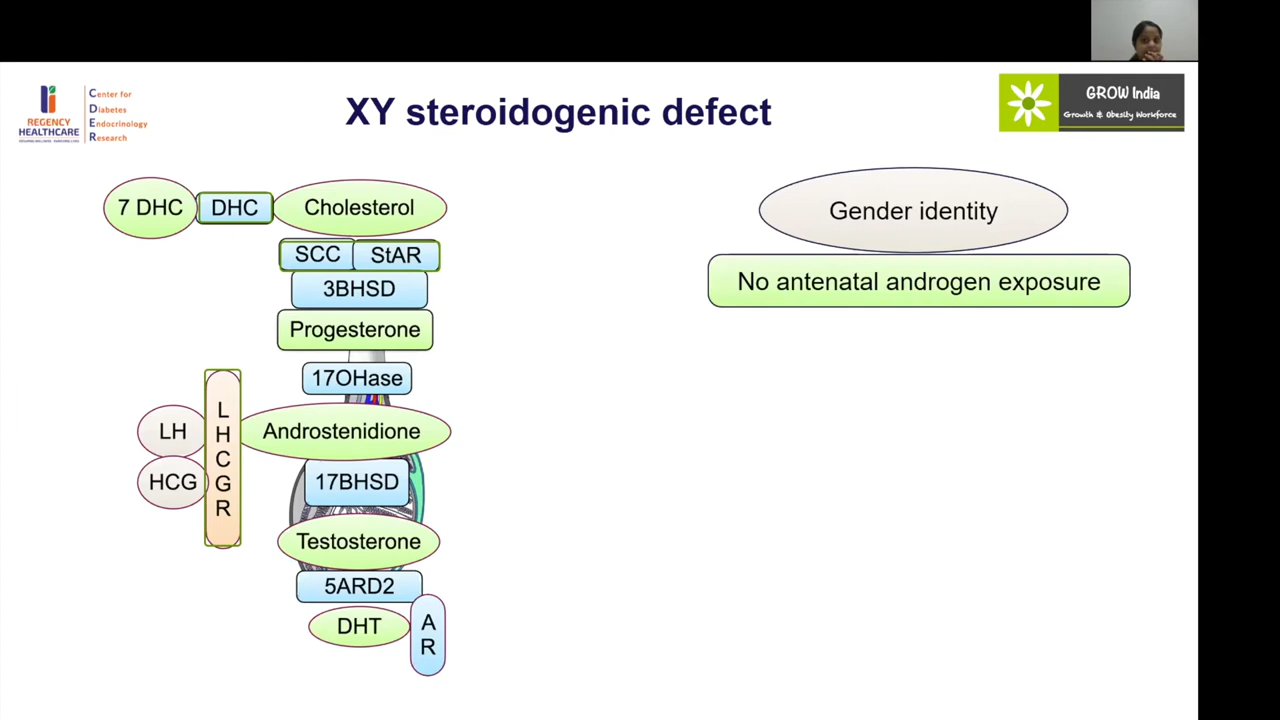 REGENCY
HEALTHCARE
Center for
Diabetes
Endocrinology
Research
XY steroidogenic defect
GROW India
Growth & Obesity Workforce
7 DHC
DHC
Cholesterol
SCC
StAR
3BHSD
Progesterone
17OHase
LH
HCG
L
H
C
G
R
Androstenidione
17BHSD
Testosterone
5ARD2
DHT
A
R
Gender identity
No antenatal androgen exposure